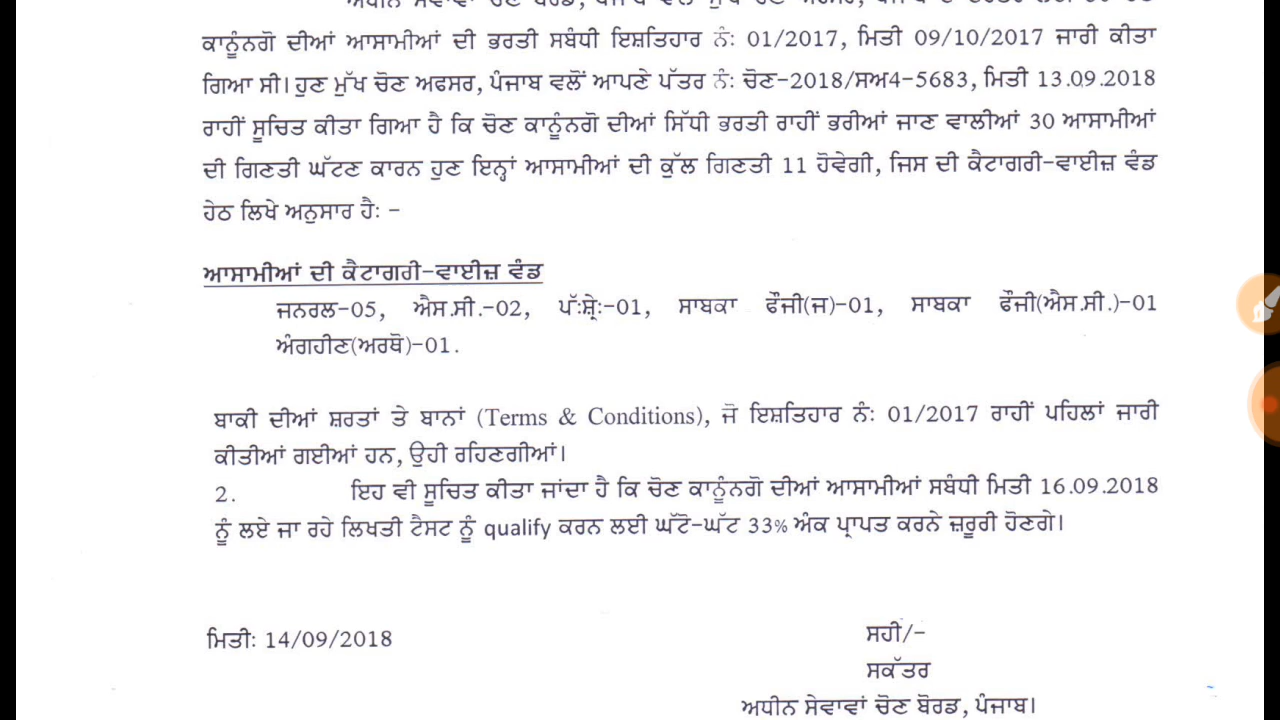 ਕਾਨੂੰਨਗੋ ਦੀਆਂ ਆਸਾਮੀਆਂ ਦੀ ਭਰਤੀ ਸਬੰਧੀ ਇਸ਼ਤਿਹਾਰ ਨੰ: 01/2017, ਮਿਤੀ 09/10/2017 ਜਾਰੀ ਕੀਤਾ
ਗਿਆ ਸੀ। ਹੁਣ ਮੁੱਖ ਚੋਣ ਅਫਸਰ, ਪੰਜਾਬ ਵਲੋਂ ਆਪਣੇ ਪੱਤਰ ਨੰ: ਚੋਣ-2018/ਸਅ4-5683, ਮਿਤੀ 13.09.2018
ਰਾਹੀਂ ਸੂਚਿਤ ਕੀਤਾ ਗਿਆ ਹੈ ਕਿ ਚੋਣ ਕਾਨੂੰਨਗੋ ਦੀਆਂ ਸਿੱਧੀ ਭਰਤੀ ਰਾਹੀਂ ਭਰੀਆਂ ਜਾਣ ਵਾਲੀਆਂ 30 ਆਸਾਮੀਆਂ
ਦੀ ਗਿਣਤੀ ਘੱਟਣ ਕਾਰਨ ਹੁਣ ਇਨ੍ਹਾਂ ਆਸਾਮੀਆਂ ਦੀ ਕੁੱਲ ਗਿਣਤੀ 11 ਹੋਵੇਗੀ, ਜਿਸ ਦੀ ਕੈਟਾਗਰੀ-ਵਾਈਜ਼ ਵੰਡ
ਹੇਠ ਲਿਖੇ ਅਨੁਸਾਰ ਹੈ: -
ਆਸਾਮੀਆਂ ਦੀ ਕੈਟਾਗਰੀ-ਵਾਈਜ਼ ਵੰਡ
ਜਨਰਲ-05, ਐਸ.ਸੀ.-02, ਪੱ:ਸ਼੍ਰੇ:-01, ਸਾਬਕਾ ਫੌਜੀ(ਜ)-01, ਸਾਬਕਾ ਫੌਜੀ(ਐਸ.ਸੀ.)-01
ਅੰਗਹੀਣ(ਅਰਥੋ)-01.
ਬਾਕੀ ਦੀਆਂ ਸ਼ਰਤਾਂ ਤੇ ਬਾਨਾਂ (Terms & Conditions), ਜੋ ਇਸ਼ਤਿਹਾਰ ਨੰ: 01/2017 ਰਾਹੀਂ ਪਹਿਲਾਂ ਜਾਰੀ
ਕੀਤੀਆਂ ਗਈਆਂ ਹਨ, ਉਹੀ ਰਹਿਣਗੀਆਂ।
2. ਇਹ ਵੀ ਸੂਚਿਤ ਕੀਤਾ ਜਾਂਦਾ ਹੈ ਕਿ ਚੋਣ ਕਾਨੂੰਨਗੋ ਦੀਆਂ ਆਸਾਮੀਆਂ ਸਬੰਧੀ ਮਿਤੀ 16.09.2018
ਨੂੰ ਲਏ ਜਾ ਰਹੇ ਲਿਖਤੀ ਟੈਸਟ ਨੂੰ qualify ਕਰਨ ਲਈ ਘੱਟੋ-ਘੱਟ 33% ਅੰਕ ਪ੍ਰਾਪਤ ਕਰਨੇ ਜ਼ਰੂਰੀ ਹੋਣਗੇ।
ਮਿਤੀ: 14/09/2018
ਸਹੀ/-
ਸਕੱਤਰ
ਅਧੀਨ ਸੇਵਾਵਾਂ ਚੋਣ ਬੋਰਡ, ਪੰਜਾਬ।